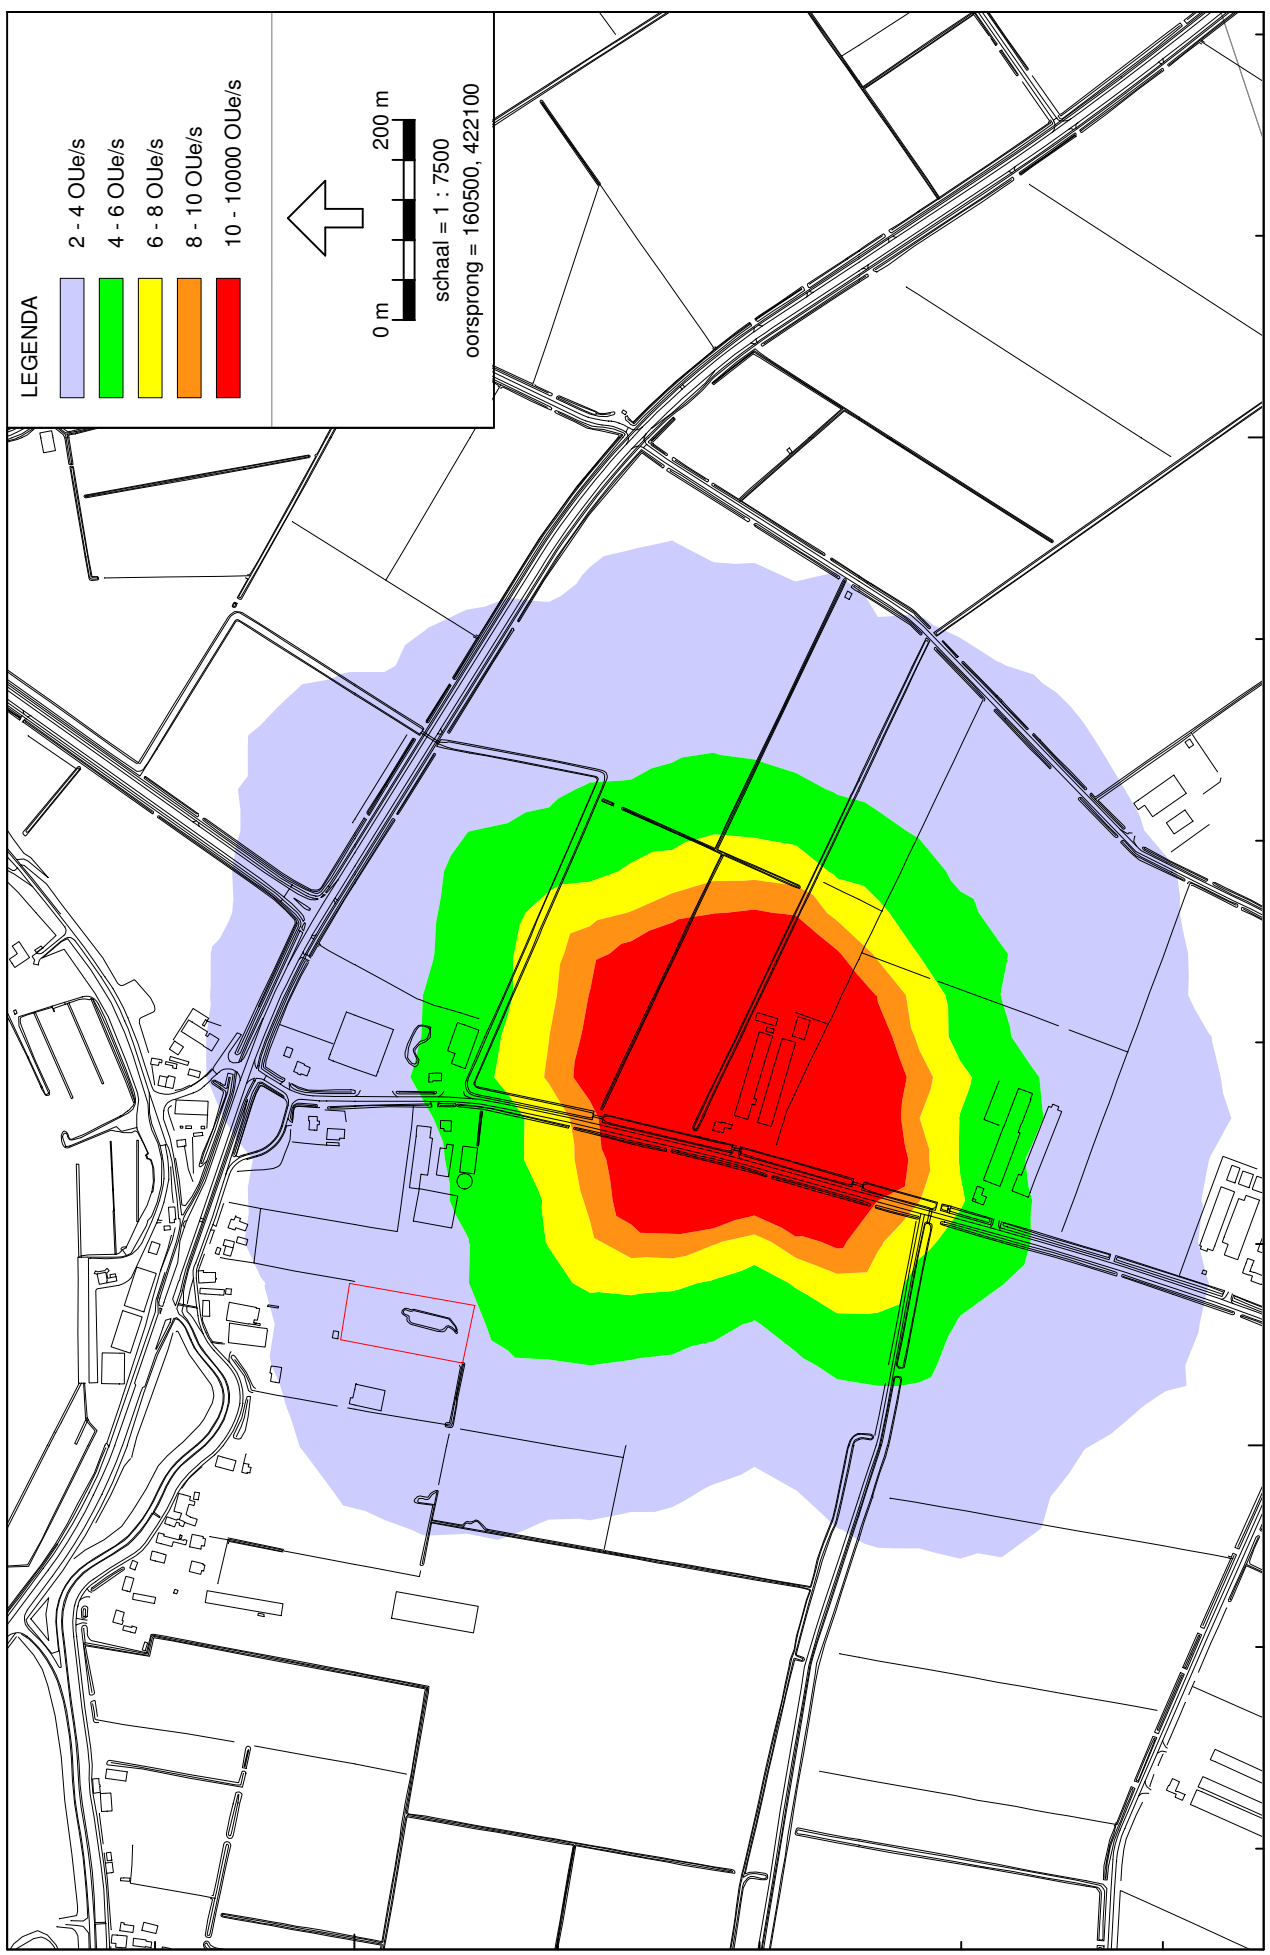 LEGENDA
2 - 4 OUe/s
4 - 6 OUe/s
6 - 8 OUe/s
8 - 10 OUe/s
10 - 10000 OUe/s
0 m 200 m
schaal = 1 : 7500
oorsprong = 160500, 422100